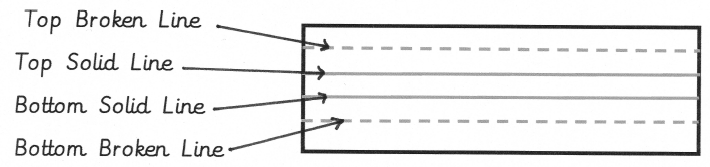 Top Broken Line
Top Solid Line
Bottom Solid Line
Bottom Broken Line